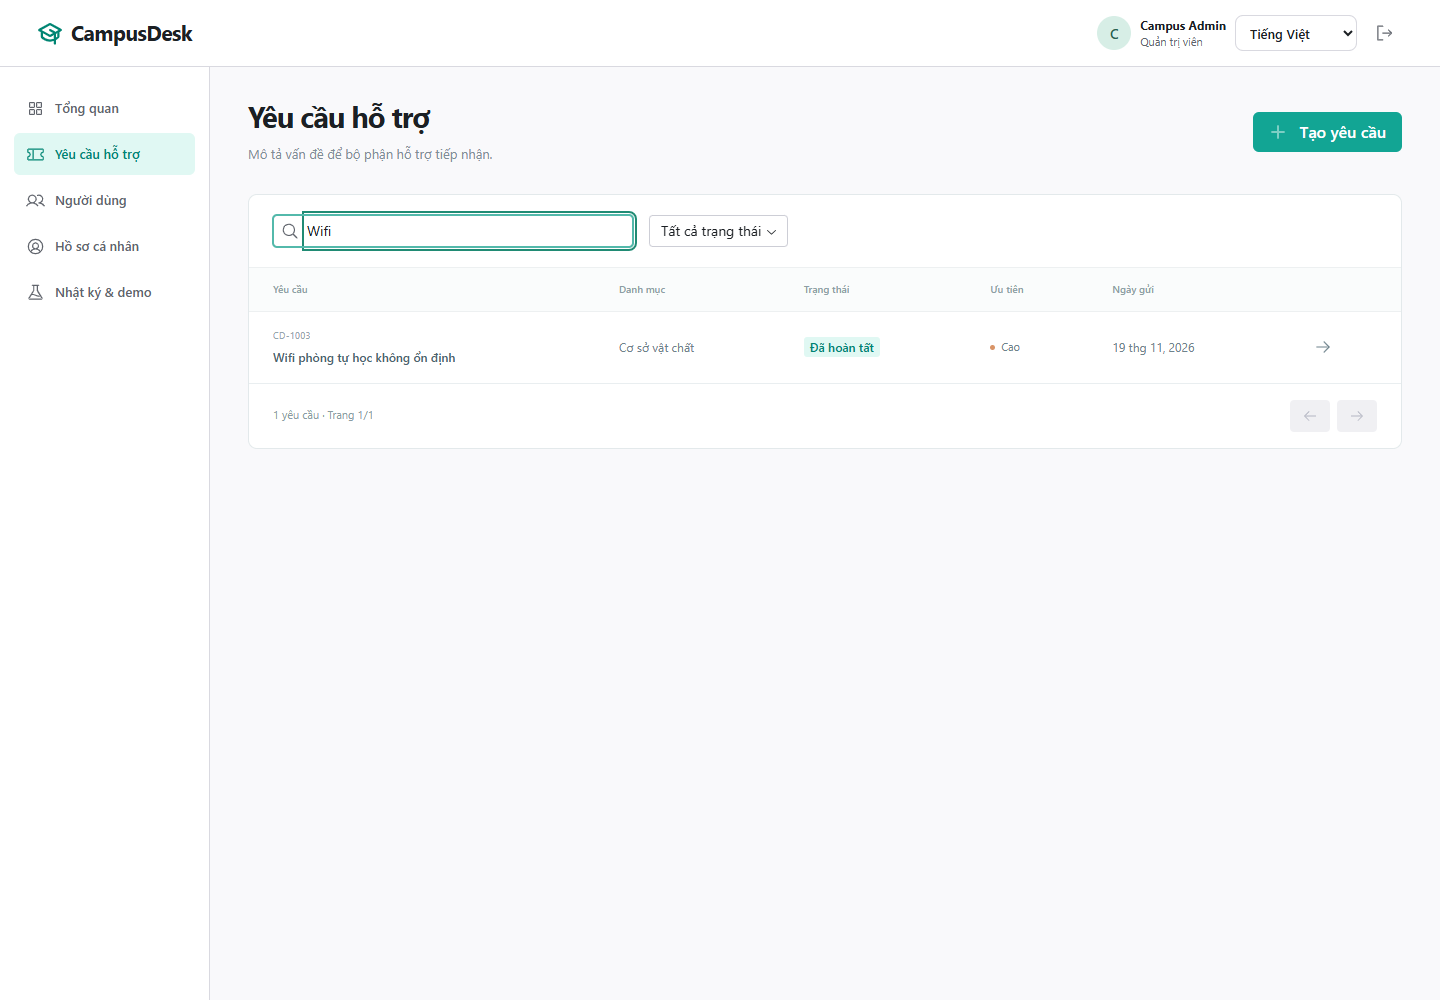 CampusDesk
C
Campus Admin
Quản trị viên
Tiếng Việt
Tổng quan
Yêu cầu hỗ trợ
Người dùng
Hồ sơ cá nhân
Nhật ký & demo
Yêu cầu hỗ trợ
Mô tả vấn đề để bộ phận hỗ trợ tiếp nhận.
Tạo yêu cầu
Wifi
Tất cả trạng thái
Yêu cầu Danh mục Trạng thái Ưu tiên Ngày gửi
CD-1003
Wifi phòng tự học không ổn định
Cơ sở vật chất Đã hoàn tất Cao 19 thg 11, 2026
1 yêu cầu · Trang 1/1